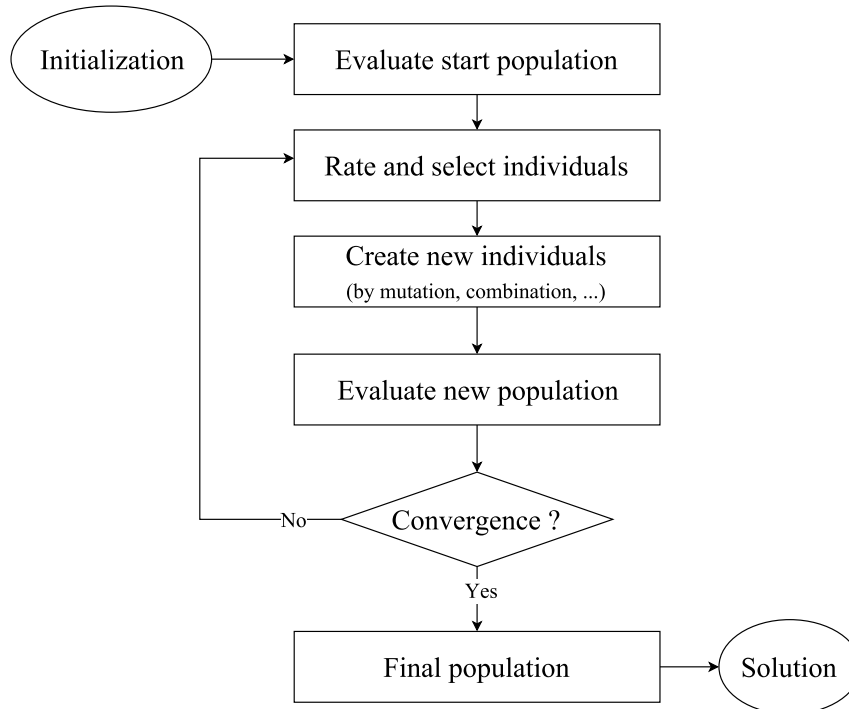 Initialization
Evaluate start population
Rate and select individuals
Create new individuals
(by mutation, combination, ...)
Evaluate new population
Convergence ?
No
Yes
Final population
Solution